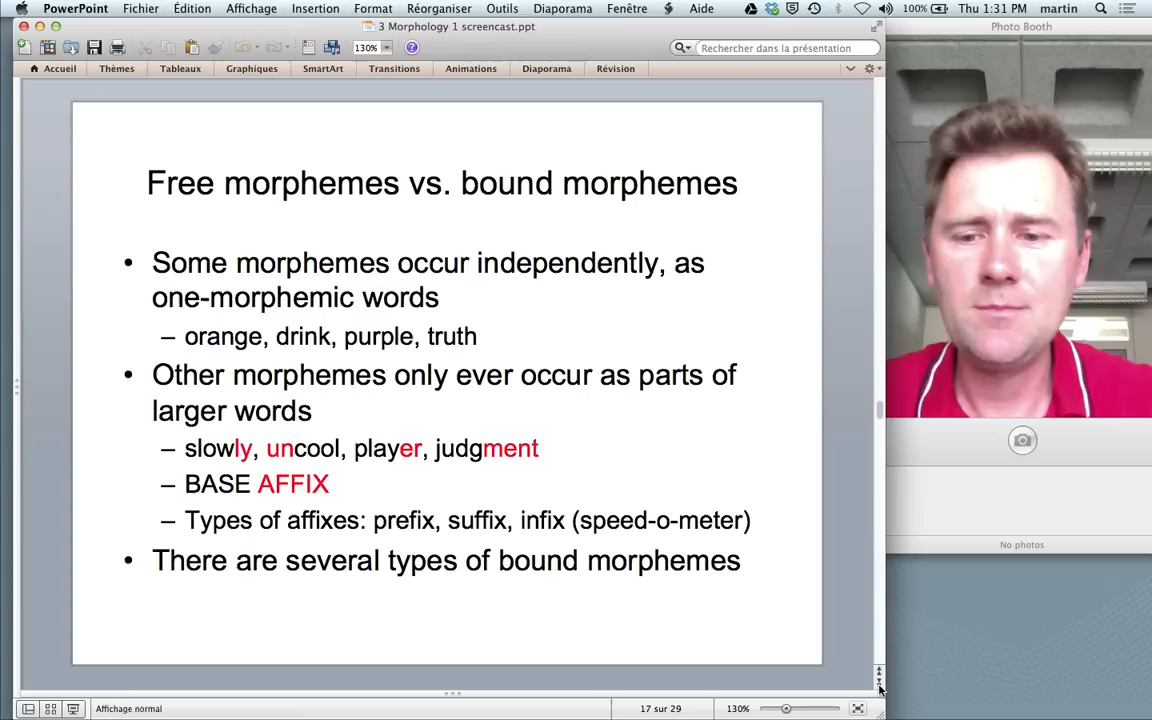 PowerPoint Fichier Édition Affichage Insertion Format Réorganiser Outils Diaporama Fenêtre Aide 100% Thu 1:31 PM martin
3 Morphology 1 screencast.ppt
Photo Booth
130%
Rechercher dans la présentation
Accueil Thèmes Tableaux Graphiques SmartArt Transitions Animations Diaporama Révision
Free morphemes vs. bound morphemes
• Some morphemes occur independently, as
one-morphemic words
– orange, drink, purple, truth
• Other morphemes only ever occur as parts of
larger words
– slowly, uncool, player, judgment
– BASE AFFIX
– Types of affixes: prefix, suffix, infix (speed-o-meter)
• There are several types of bound morphemes
No photos
Affichage normal 17 sur 29 130%